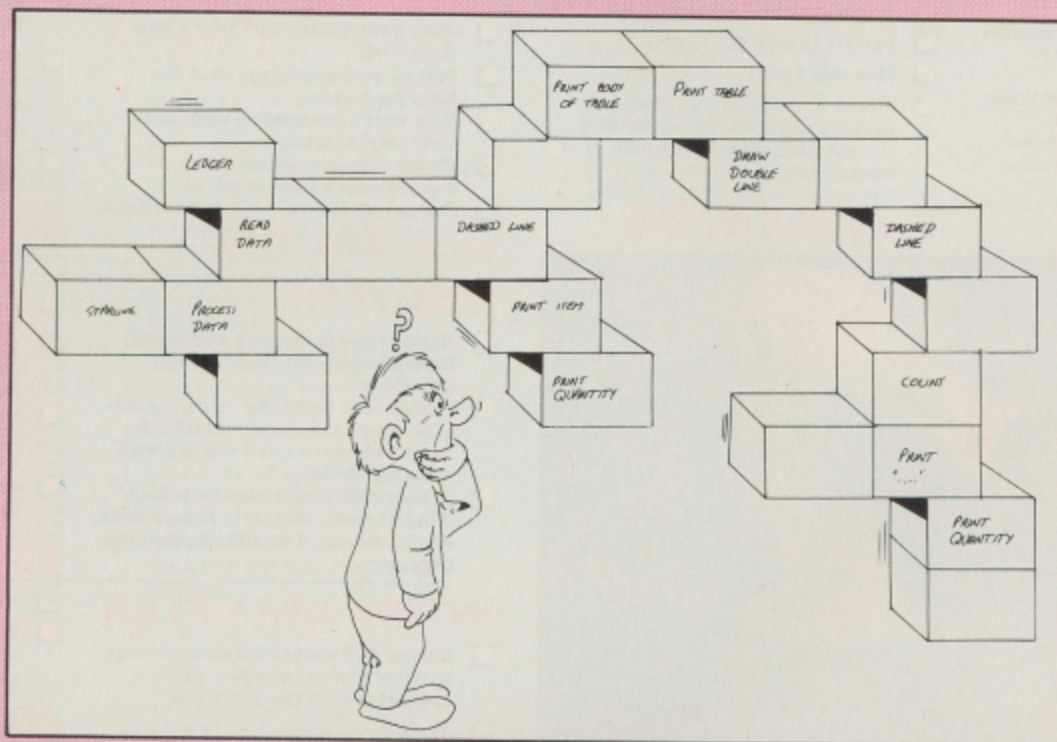 PRINT BODY
OF TABLE
PRINT TABLE
LEDGER
DRAW
DOUBLE
LINE
READ
DATA
DASHED LINE
DASHED
LINE
STARLINE
PROCESS
DATA
PRINT ITEM
?
PRINT
QUANTITY
COUNT
PRINT
"..."
PRINT
QUANTITY